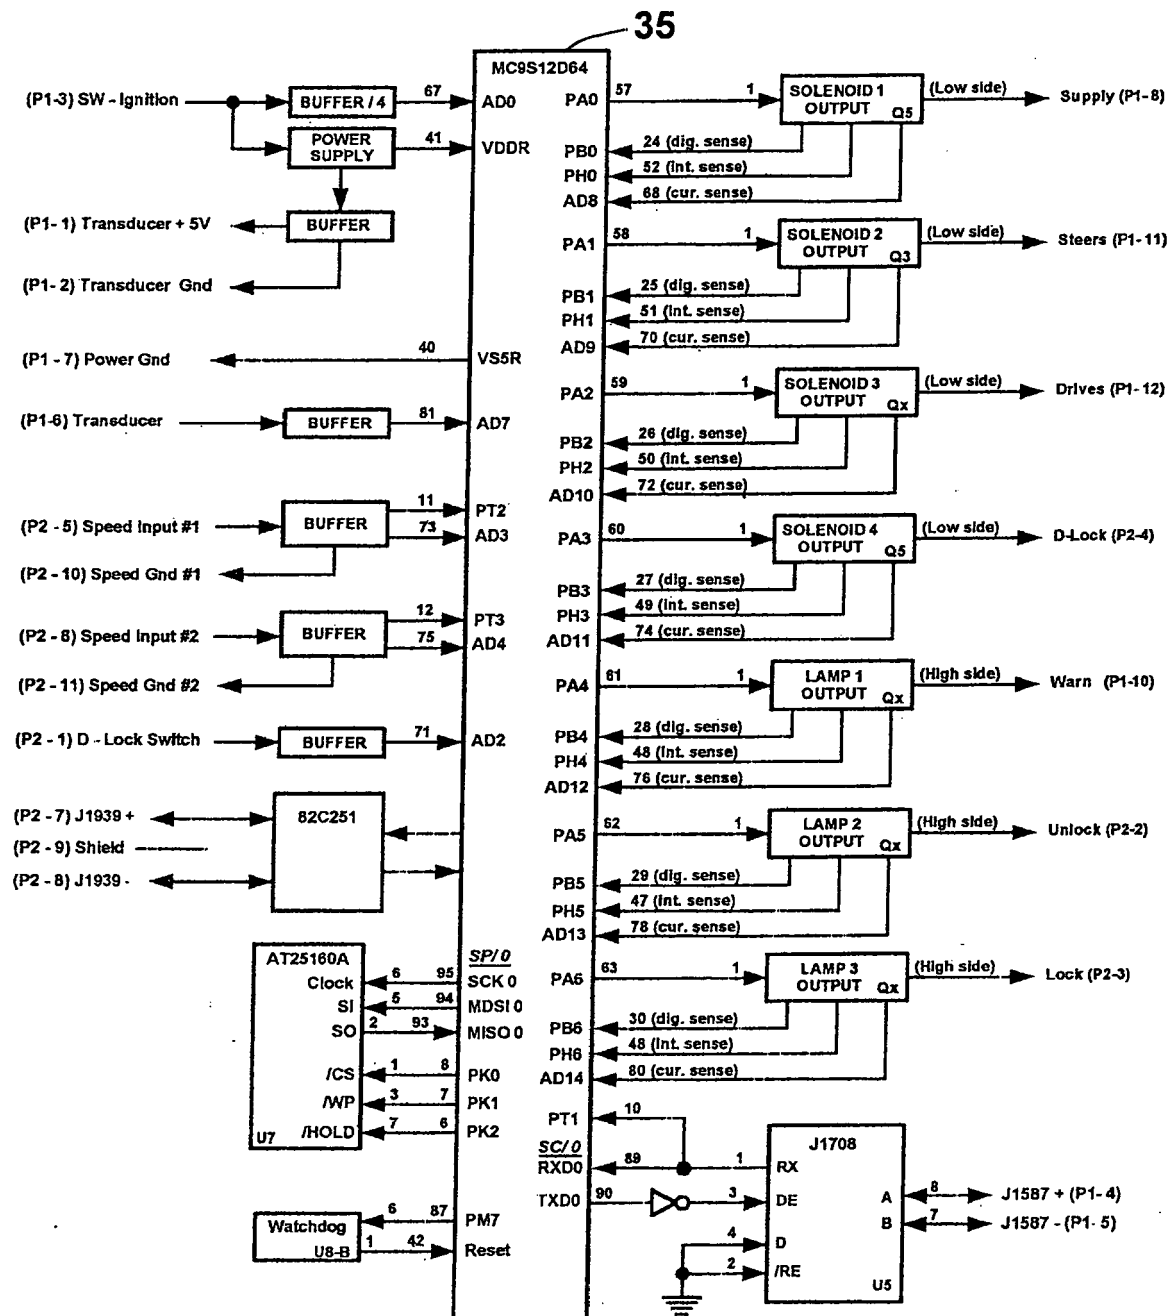 35
MC9S12D64
(P1-3) SW - Ignition
BUFFER / 4
67
AD0
POWER SUPPLY
41
VDDR
(P1- 1) Transducer + 5V
BUFFER
(P1- 2) Transducer Gnd
(P1 - 7) Power Gnd
40
VS5R
(P1-6) Transducer
BUFFER
81
AD7
(P2 - 5) Speed Input #1
BUFFER
11
PT2
73
AD3
(P2 - 10) Speed Gnd #1
(P2 - 8) Speed Input #2
BUFFER
12
PT3
75
AD4
(P2 - 11) Speed Gnd #2
(P2 - 1) D - Lock Switch
BUFFER
71
AD2
(P2 - 7) J1939 +
(P2 - 9) Shield
(P2 - 8) J1939 -
82C251
AT25160A
SP/ 0
Clock 6 95 SCK 0
SI 5 94 MDSI 0
SO 2 93 MISO 0
/CS 1 8 PK0
/WP 3 7 PK1
/HOLD 7 6 PK2
U7
Watchdog
6 87 PM7
U8-B
1 42 Reset
PA0 57 1
SOLENOID 1
OUTPUT Q5
(Low side)
Supply (P1-8)
PB0 24 (dig. sense)
PH0 52 (int. sense)
AD8 68 (cur. sense)
PA1 58 1
SOLENOID 2
OUTPUT Q3
(Low side)
Steers (P1-11)
PB1 25 (dig. sense)
PH1 51 (int. sense)
AD9 70 (cur. sense)
PA2 59 1
SOLENOID 3
OUTPUT Qx
(Low side)
Drives (P1-12)
PB2 26 (dig. sense)
PH2 50 (int. sense)
AD10 72 (cur. sense)
PA3 60 1
SOLENOID 4
OUTPUT Q5
(Low side)
D-Lock (P2-4)
PB3 27 (dig. sense)
PH3 49 (int. sense)
AD11 74 (cur. sense)
PA4 61 1
LAMP 1
OUTPUT Qx
(High side)
Warn (P1-10)
PB4 28 (dig. sense)
PH4 48 (int. sense)
AD12 76 (cur. sense)
PA5 62 1
LAMP 2
OUTPUT Qx
(High side)
Unlock (P2-2)
PB5 29 (dig. sense)
PH5 47 (int. sense)
AD13 78 (cur. sense)
PA6 63 1
LAMP 3
OUTPUT Qx
(High side)
Lock (P2-3)
PB6 30 (dig. sense)
PH6 48 (int. sense)
AD14 80 (cur. sense)
PT1 10
SC/ 0
RXD0 89 1 RX
TXD0 90 3 DE
4 D
2 /RE
J1708
U5
A 8 J1587 + (P1- 4)
B 7 J1587 - (P1- 5)